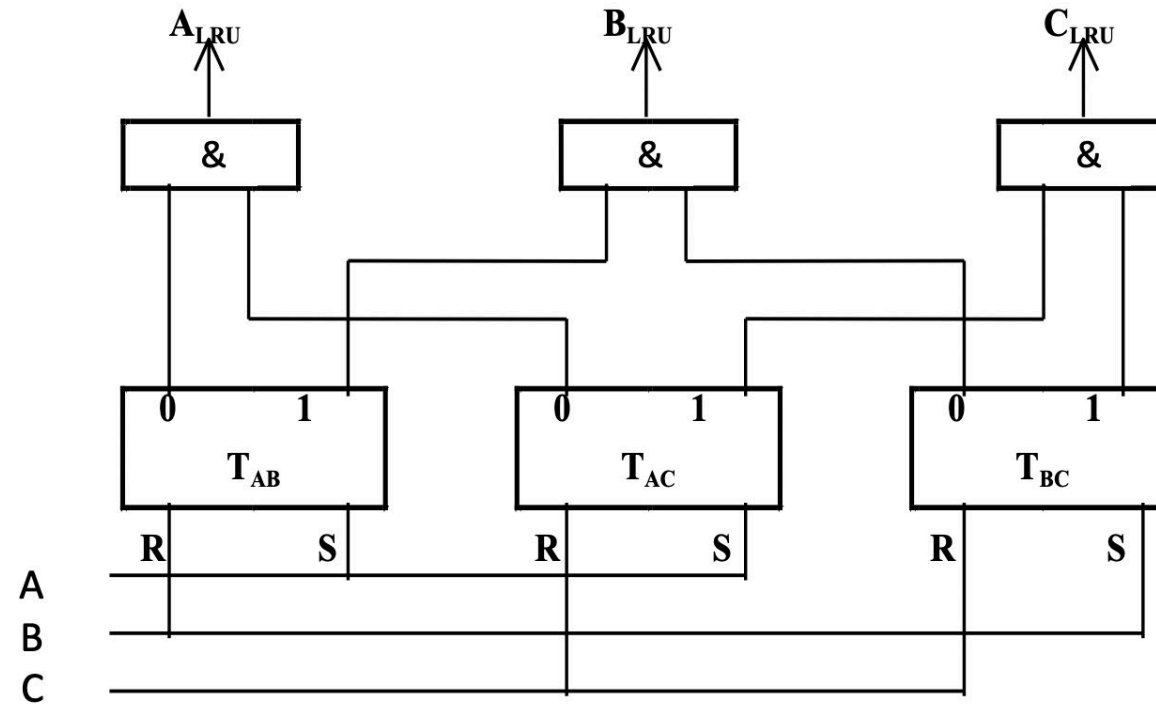 A_LRU B_LRU C_LRU
& & &
0 1 0 1 0 1
T_AB T_AC T_BC
R S R S R S
A
B
C